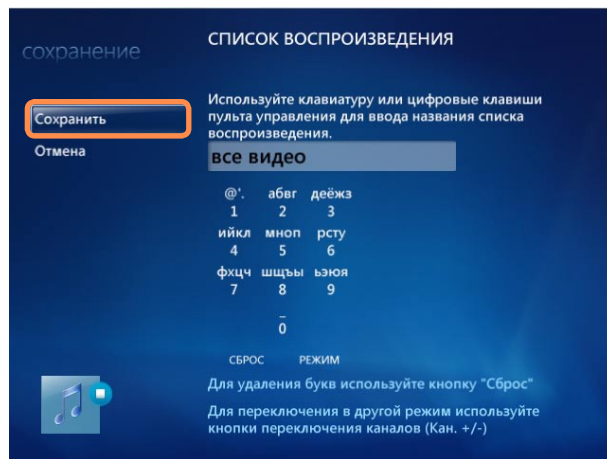 сохранение
СПИСОК ВОСПРОИЗВЕДЕНИЯ
Сохранить
Отмена
Используйте клавиатуру или цифровые клавиши
пульта управления для ввода названия списка
воспроизведения.
все видео
@'. абвг деёжз
1 2 3
ийкл мноп рсту
4 5 6
фхцч шщъы ьэюя
7 8 9
_
0
СБРОС РЕЖИМ
Для удаления букв используйте кнопку "Сброс"
Для переключения в другой режим используйте
кнопки переключения каналов (Кан. +/-)